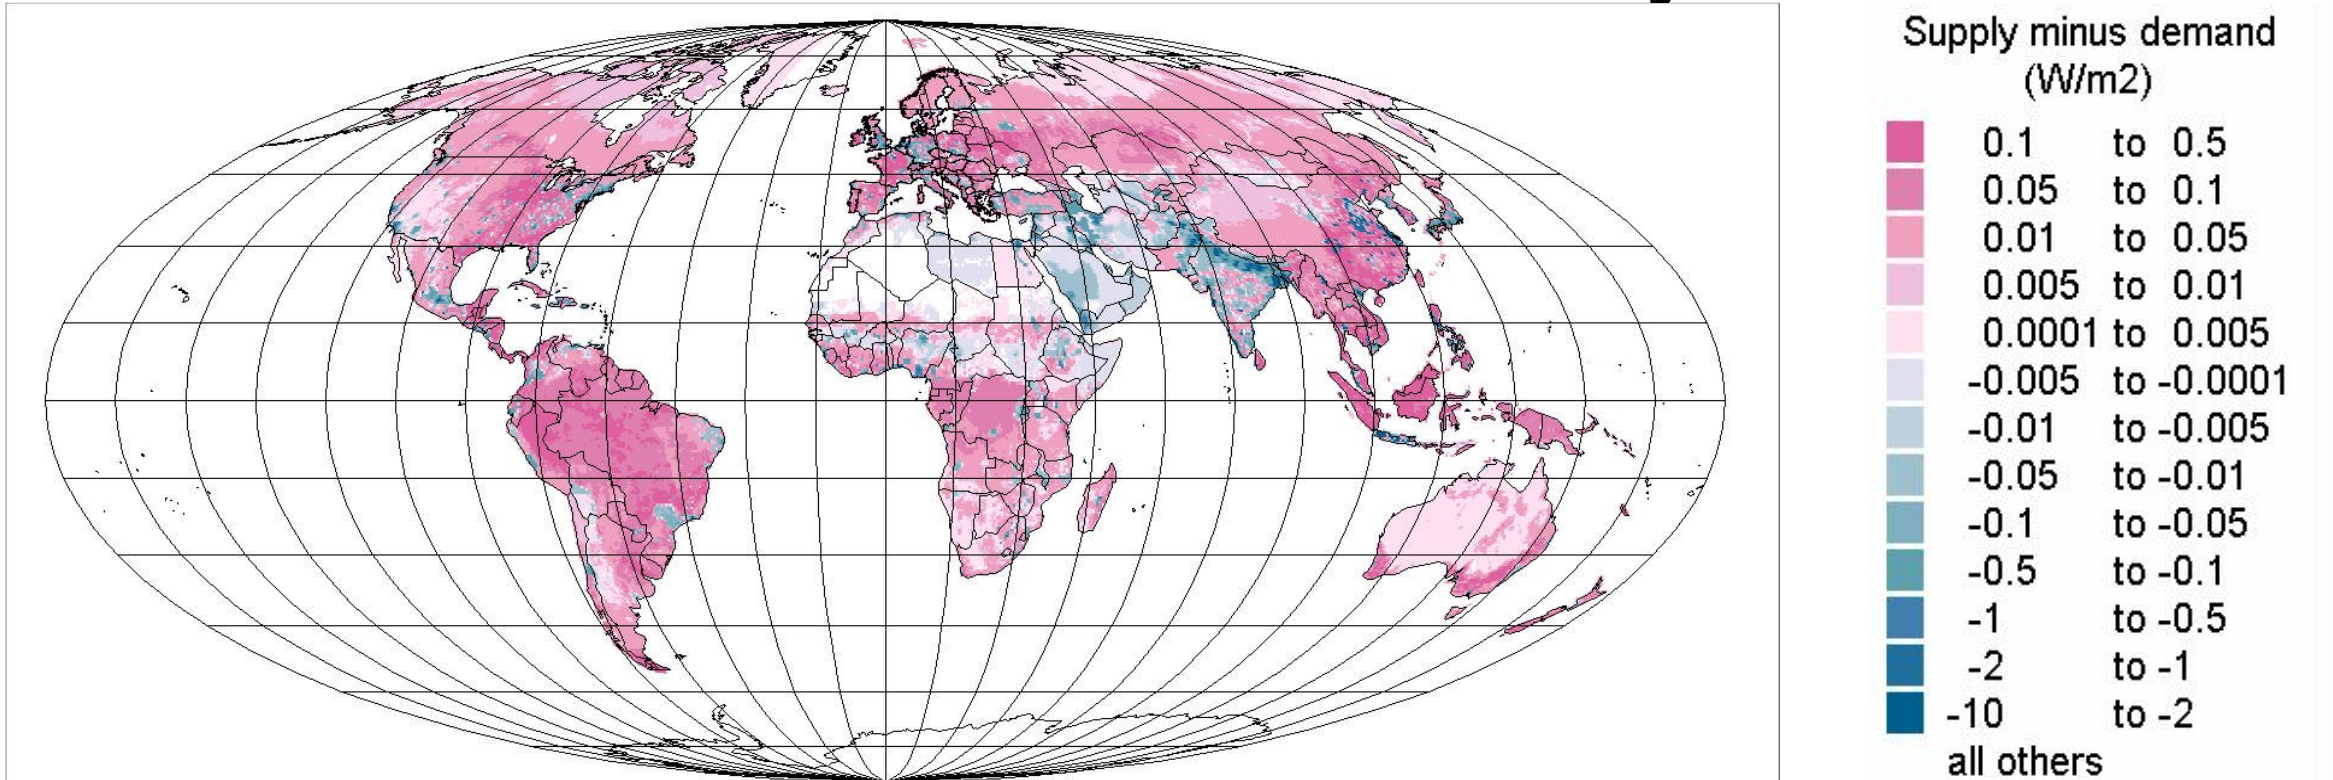 Supply minus demand
(W/m2)
0.1 to 0.5
0.05 to 0.1
0.01 to 0.05
0.005 to 0.01
0.0001 to 0.005
-0.005 to -0.0001
-0.01 to -0.005
-0.05 to -0.01
-0.1 to -0.05
-0.5 to -0.1
-1 to -0.5
-2 to -1
-10 to -2
all others